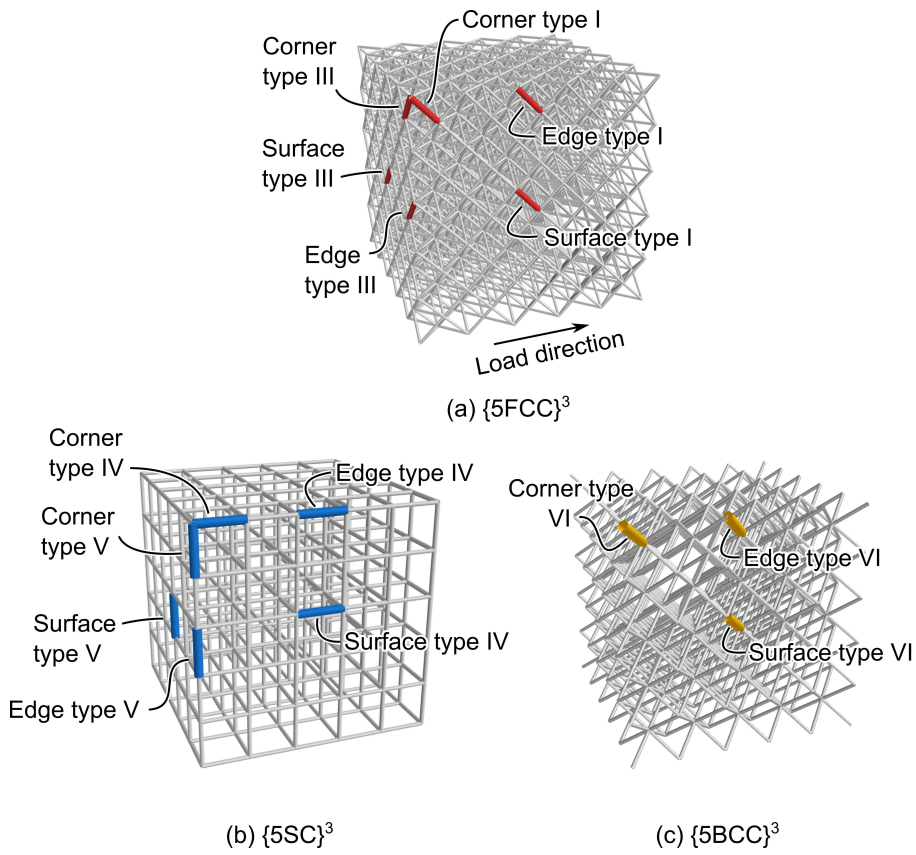 Corner type I
Corner
type III
Edge type I
Surface
type III
Surface type I
Edge
type III
Load direction
(a) {5FCC}³
Corner
type IV
Edge type IV
Corner
type V
Surface
type V
Surface type IV
Edge type V
(b) {5SC}³
Corner type
VI
Edge type VI
Surface type VI
(c) {5BCC}³